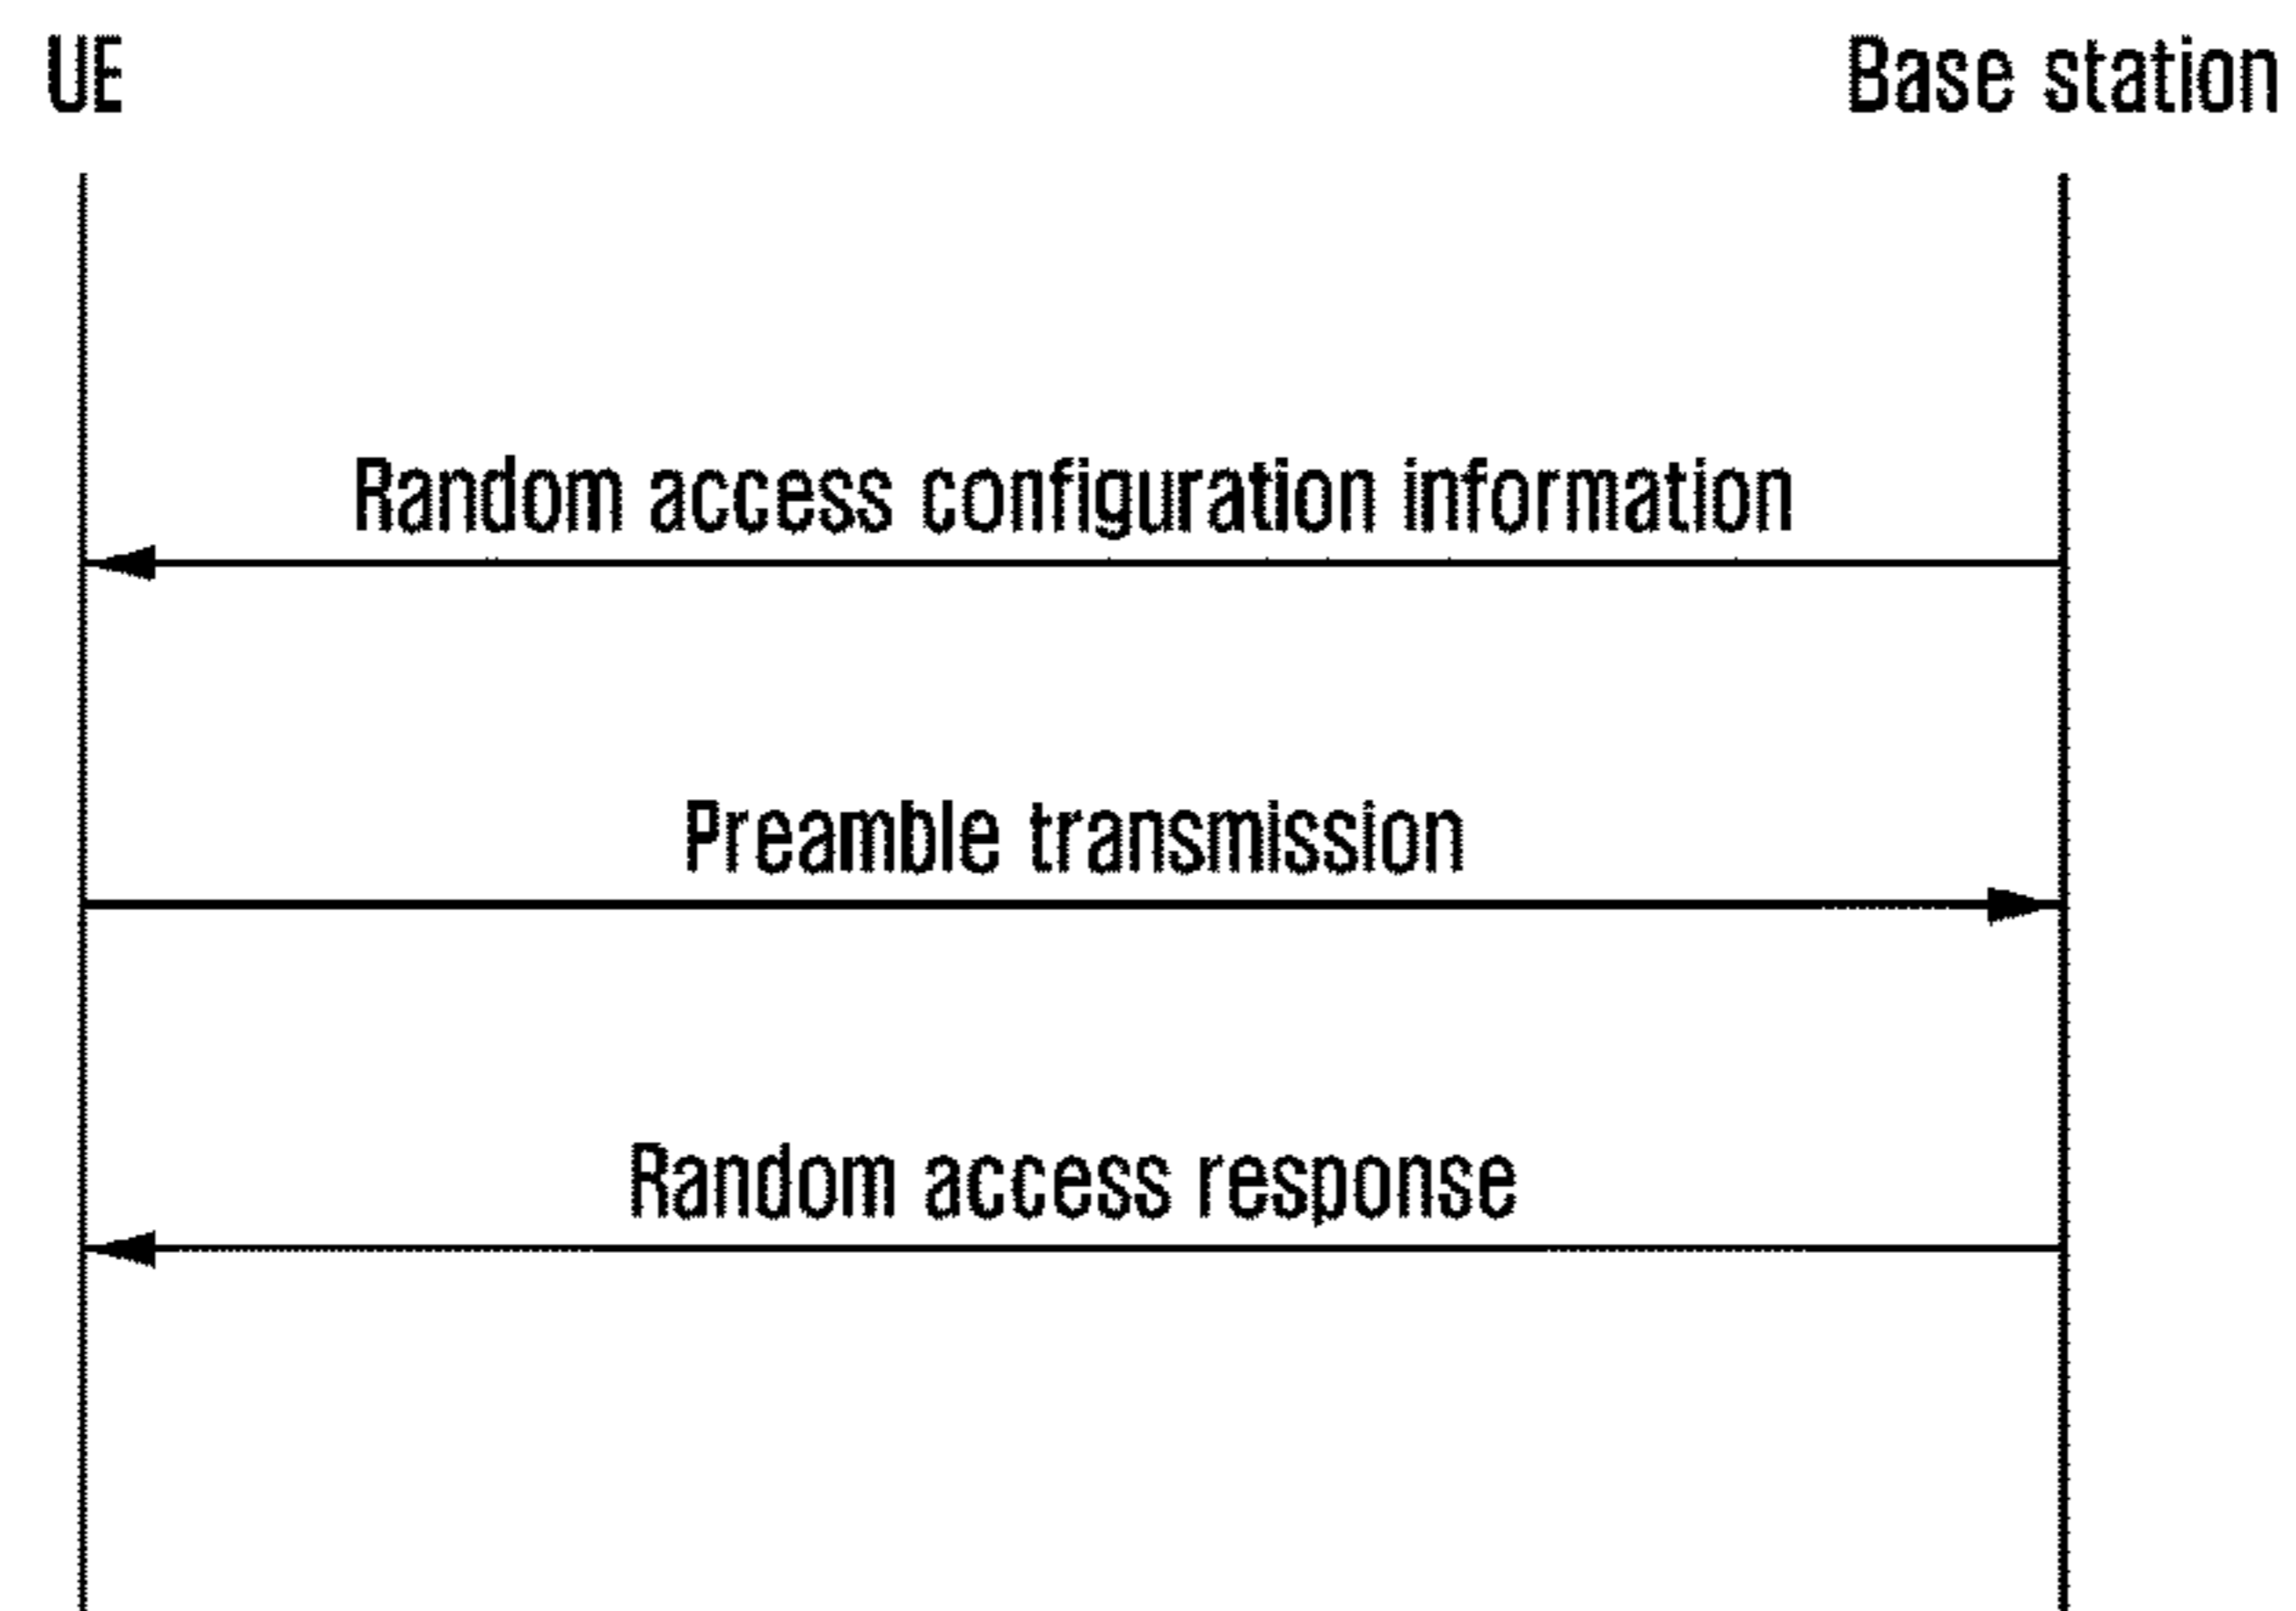 UE
Base station
Random access configuration information
Preamble transmission
Random access response